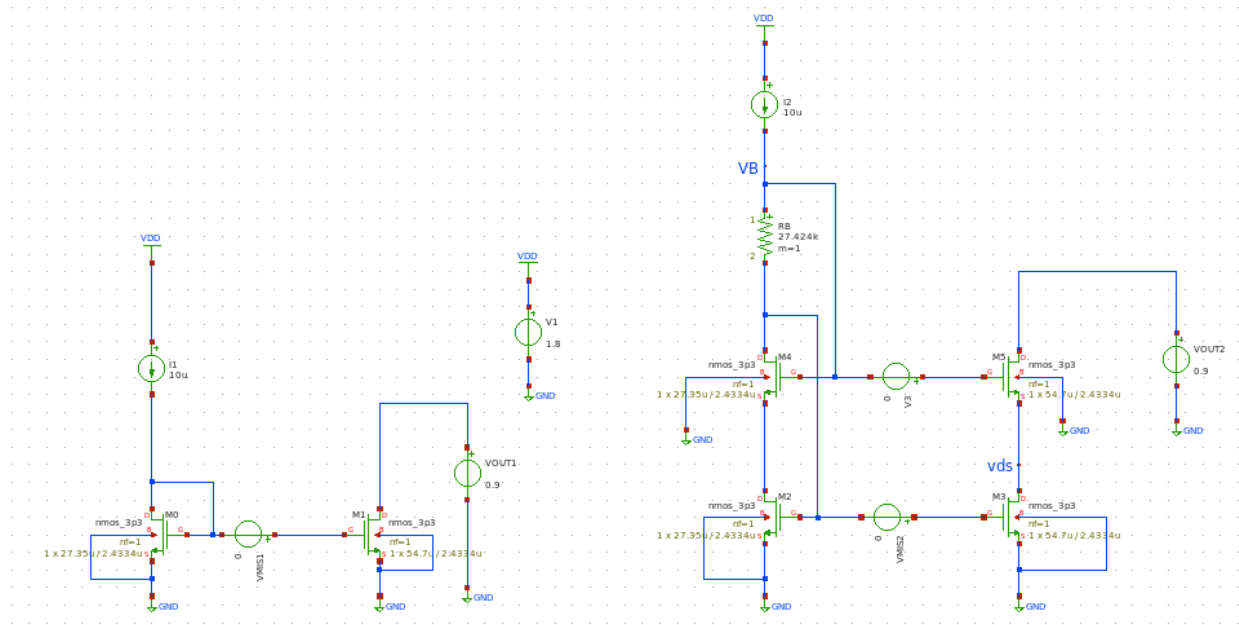 VDD
I2
10u
VB
1
RB
27.424k
m=1
2
VDD
I1
10u
VDD
V1
1.8
GND
VOUT1
0.9
GND
M0
nmos_3p3
nf=1
1 x 27.35u/2.4334u
D
G
B
S
GND
0
VMIS1
M1
nmos_3p3
nf=1
1 x 54.7u/2.4334u
D
G
B
S
GND
M4
nmos_3p3
nf=1
1 x 27.35u/2.4334u
D
G
B
S
GND
0
V3
M5
nmos_3p3
nf=1
1 x 54.7u/2.4334u
D
G
B
S
GND
VOUT2
0.9
GND
vds
M2
nmos_3p3
nf=1
1 x 27.35u/2.4334u
D
G
B
S
GND
0
VMIS2
M3
nmos_3p3
nf=1
1 x 54.7u/2.4334u
D
G
B
S
GND